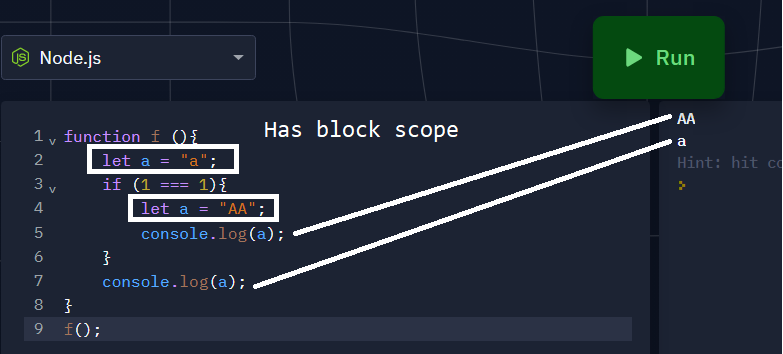 Node.js
Run
Has block scope
1 function f (){
2 let a = "a";
3 if (1 === 1){
4 let a = "AA";
5 console.log(a);
6 }
7 console.log(a);
8 }
9 f();
AA
a
Hint: hit co
>